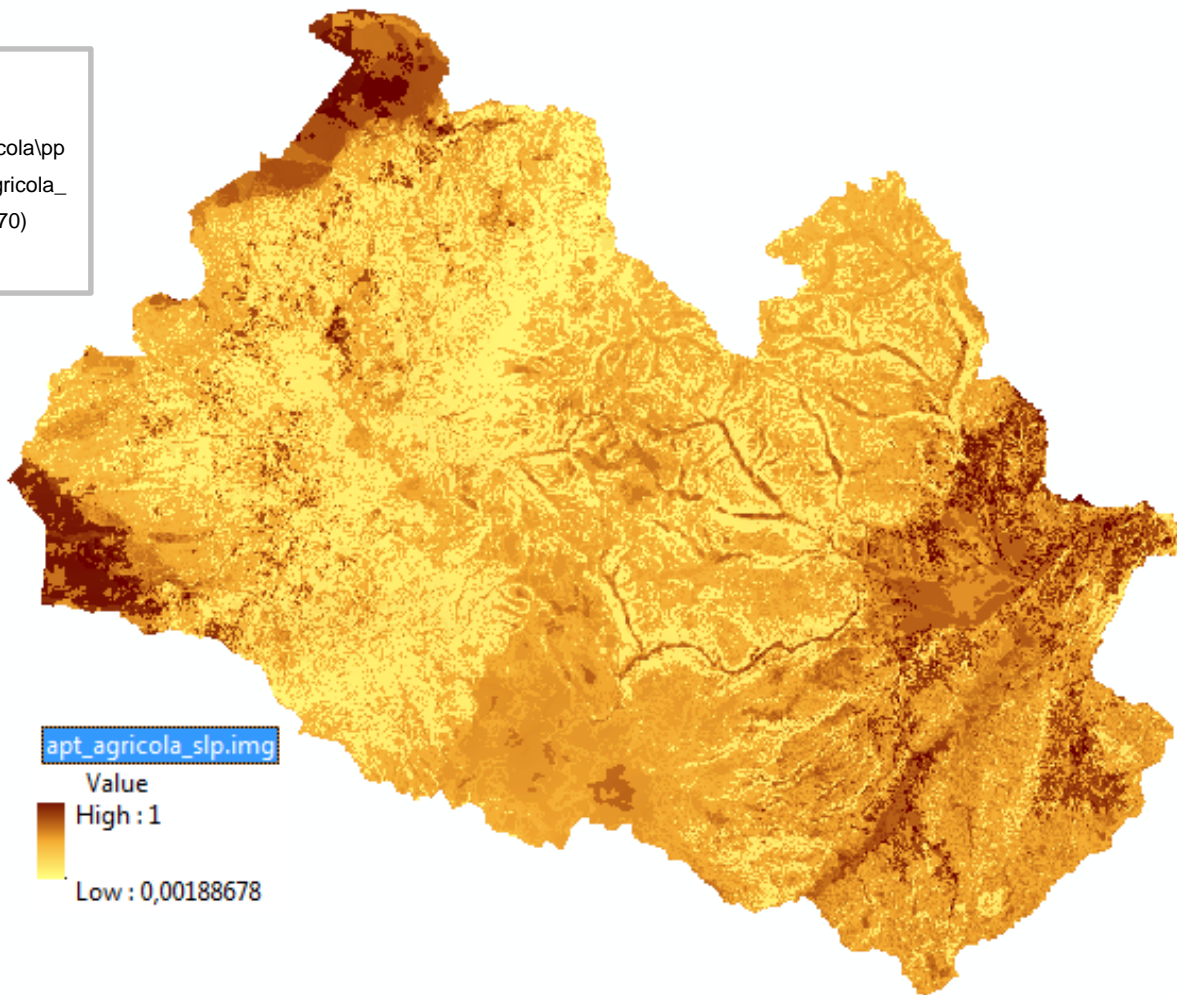 cola\pp
gricola_
70)
apt_agricola_slp.img
Value
High : 1
Low : 0,00188678